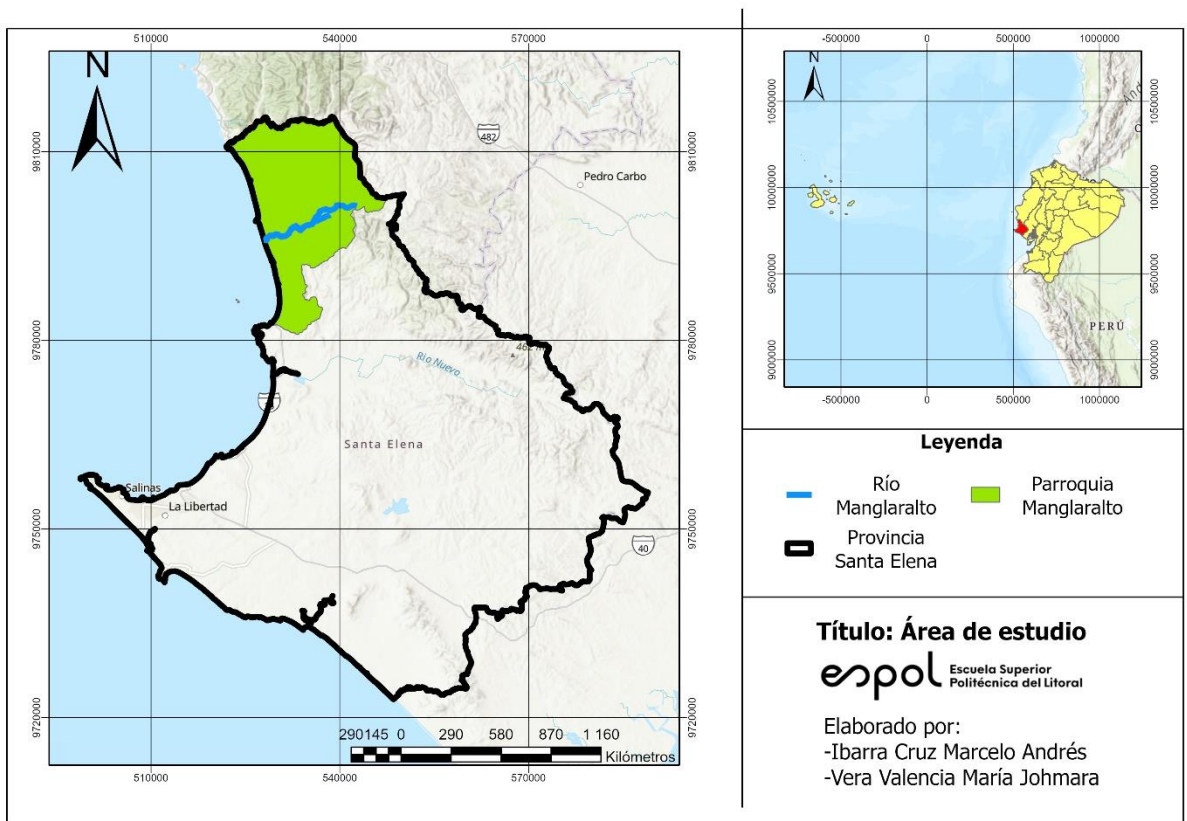 510000 540000 570000
N
482
9810000 9810000
Pedro Carbo
9780000 9780000
Río Nuevo
Santa Elena
Salinas
La Libertad
9750000 9750000
40
9720000 9720000
290 145 0 290 580 870 1 160
Kilómetros
510000 540000 570000
-500000 0 500000 1000000
N
10500000 10500000
10000000 10000000
9500000 9500000
PERÚ
9000000 9000000
-500000 0 500000 1000000
Leyenda
Río
Manglaralto
Parroquia
Manglaralto
Provincia
Santa Elena
Título: Área de estudio
espol
Escuela Superior
Politécnica del Litoral
Elaborado por:
-Ibarra Cruz Marcelo Andrés
-Vera Valencia María Johmara